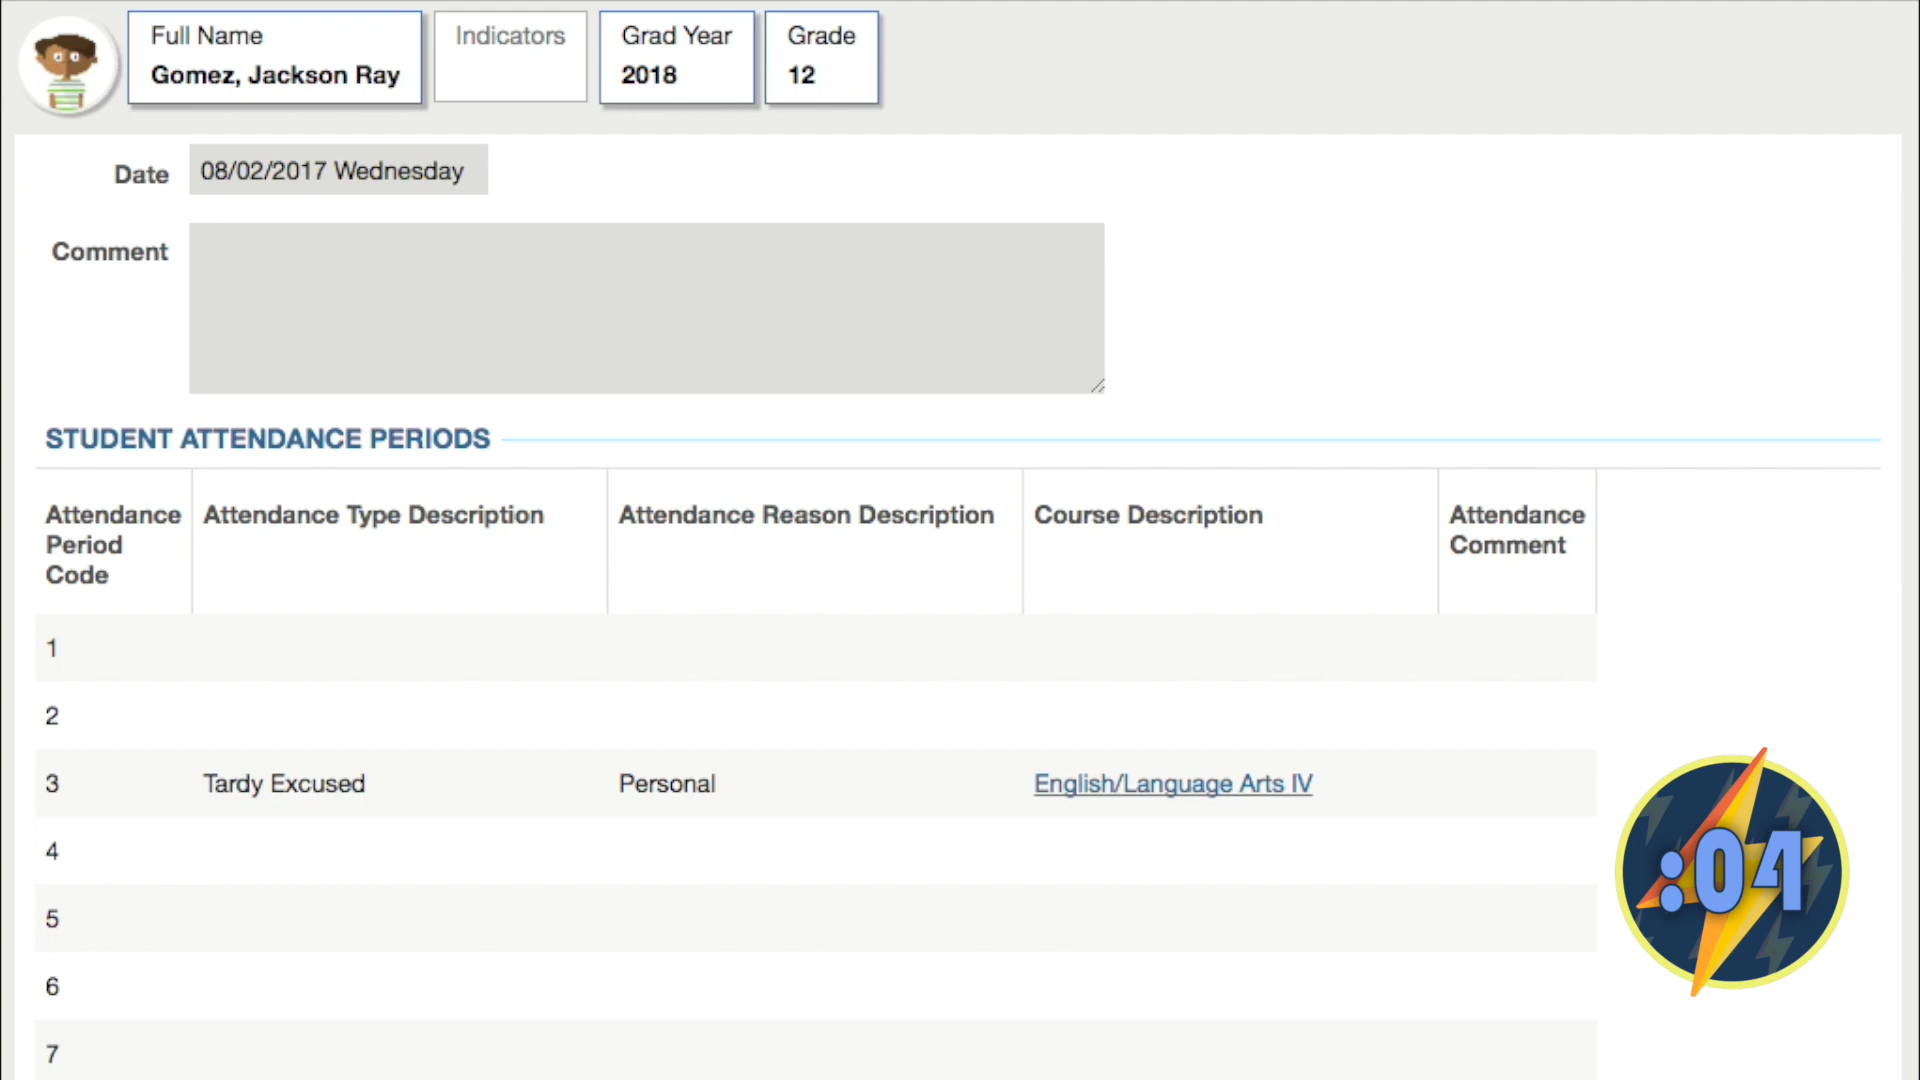 Full Name
Gomez, Jackson Ray
Indicators
Grad Year
2018
Grade
12
Date
08/02/2017 Wednesday
Comment
STUDENT ATTENDANCE PERIODS
Attendance Period Code
Attendance Type Description
Attendance Reason Description
Course Description
Attendance Comment
1
2
3 Tardy Excused Personal English/Language Arts IV
4
:04
5
6
7